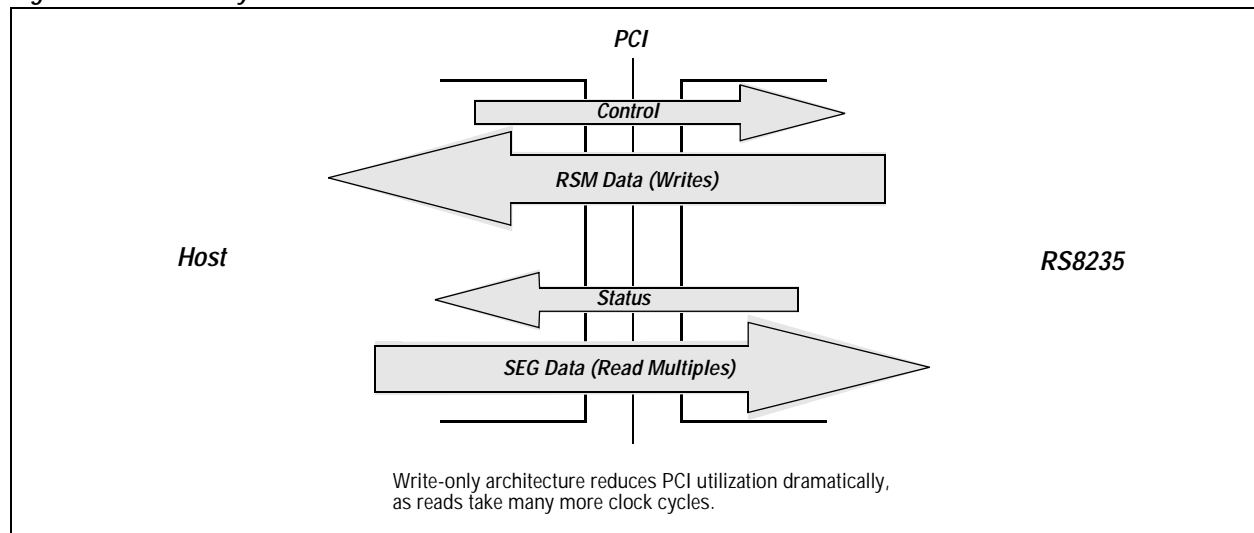 PCI
Control
RSM Data (Writes)
Host
RS8235
Status
SEG Data (Read Multiples)
Write-only architecture reduces PCI utilization dramatically,
as reads take many more clock cycles.